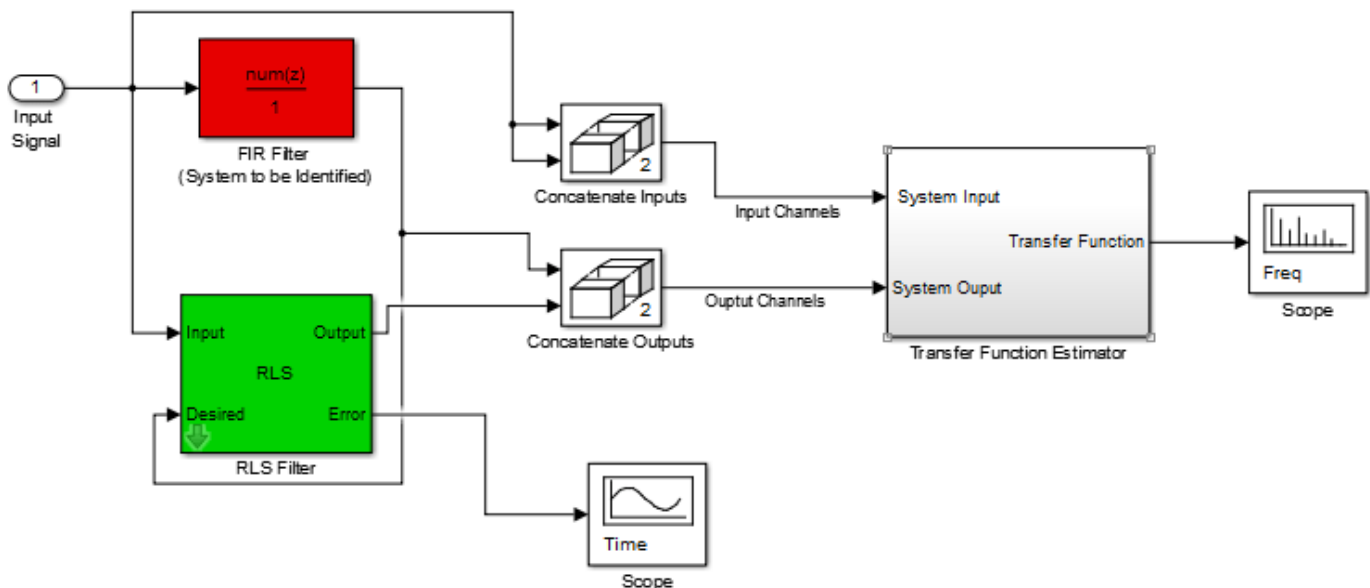 1
Input
Signal
num(z)
1
FIR Filter
(System to be Identified)
2
Concatenate Inputs
Input Channels
System Input
Transfer Function
System Ouput
Transfer Function Estimator
Freq
Scope
2
Concatenate Outputs
Ouptut Channels
Input
Output
RLS
Desired
Error
RLS Filter
Time
Scope